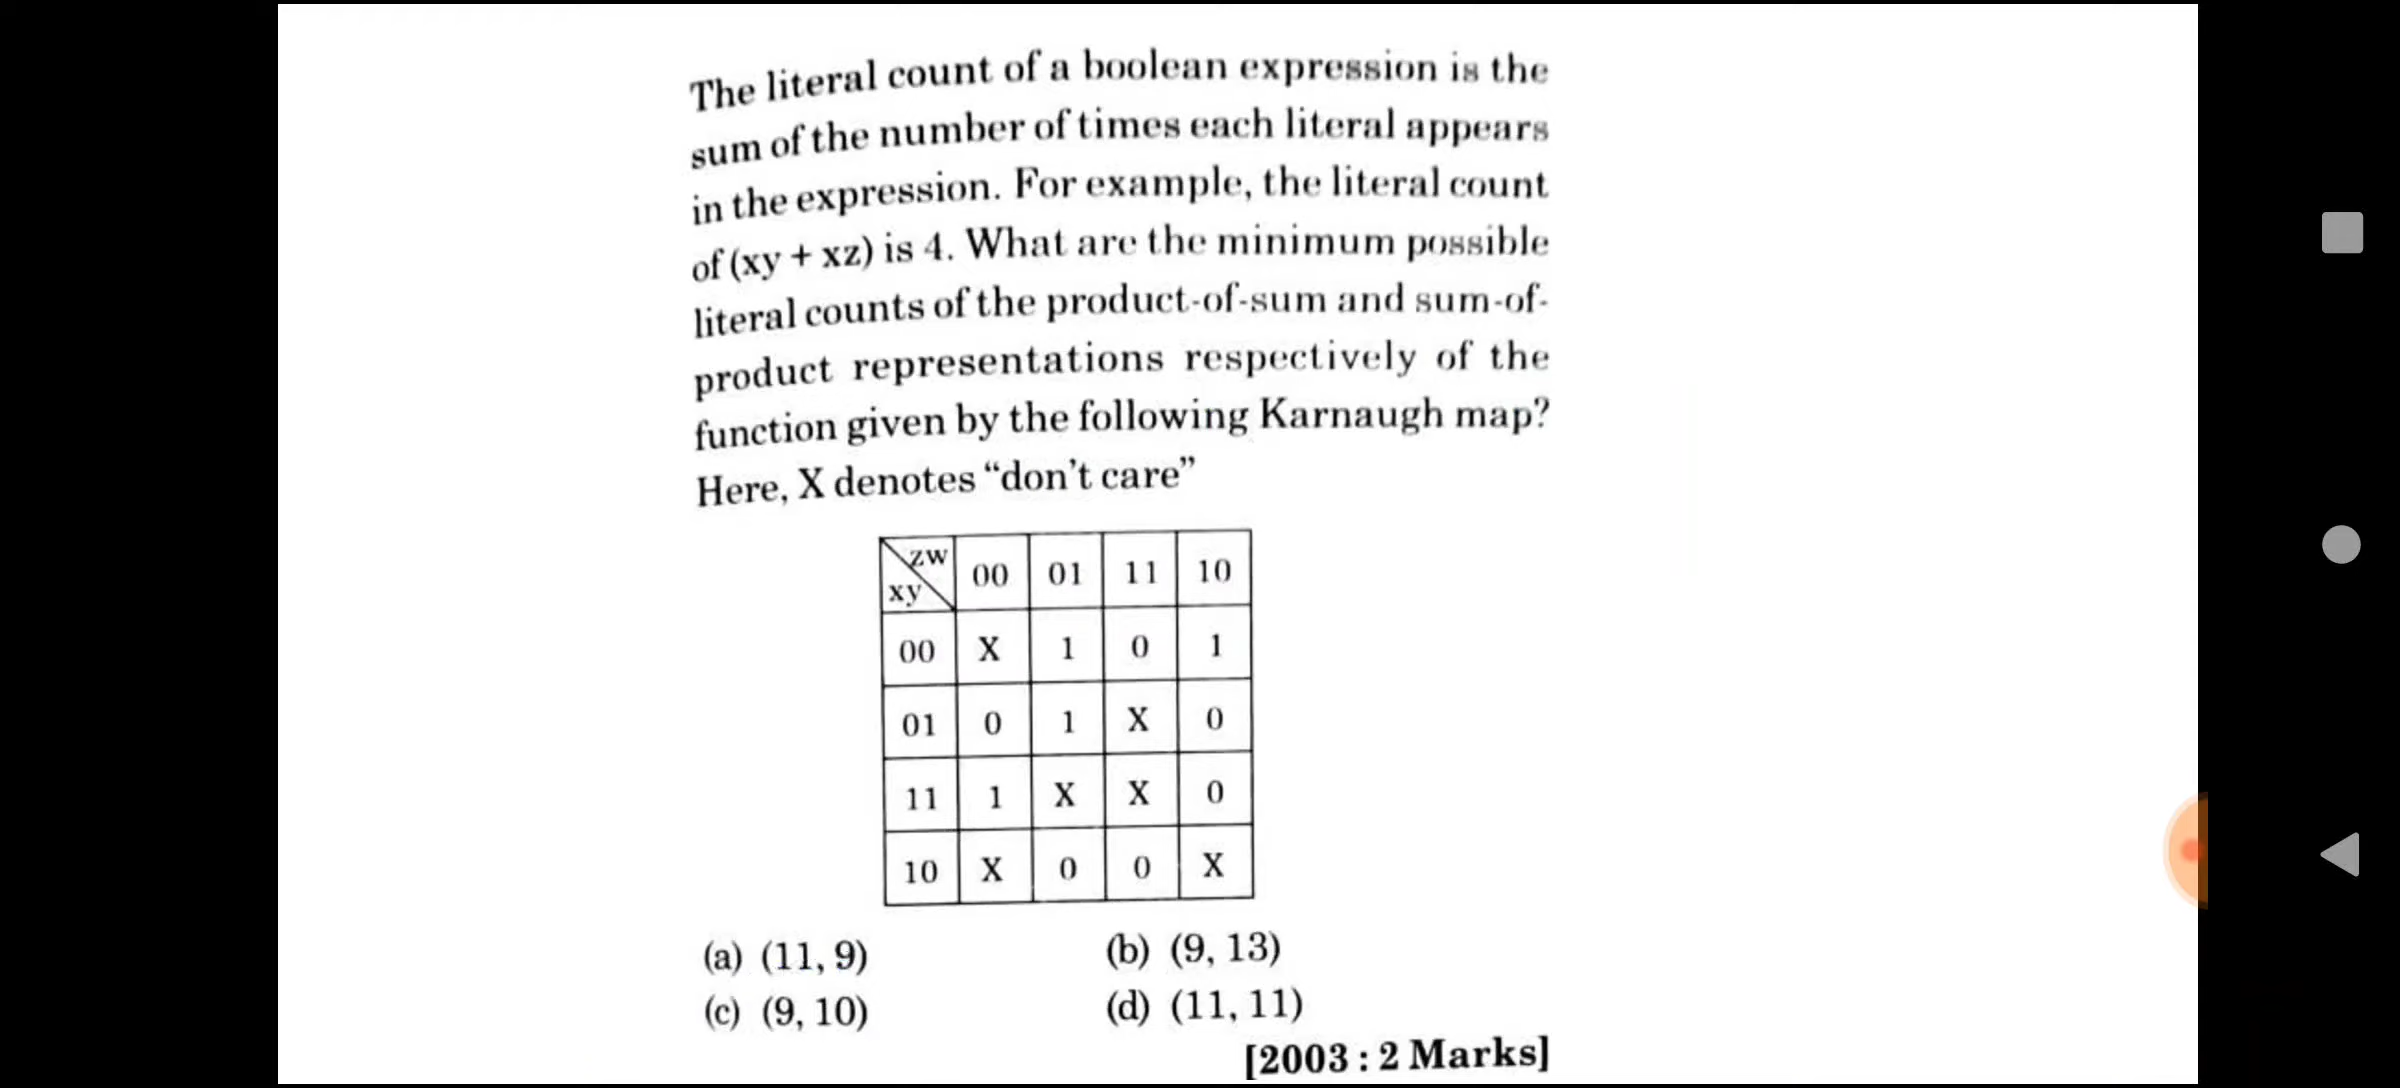 The literal count of a boolean expression is the
sum of the number of times each literal appears
in the expression. For example, the literal count
of (xy + xz) is 4. What are the minimum possible
literal counts of the product-of-sum and sum-of-
product representations respectively of the
function given by the following Karnaugh map?
Here, X denotes “don’t care”
zw xy 00 01 11 10
00 X 1 0 1
01 0 1 X 0
11 1 X X 0
10 X 0 0 X
(a) (11, 9) (b) (9, 13)
(c) (9, 10) (d) (11, 11)
[2003 : 2 Marks]